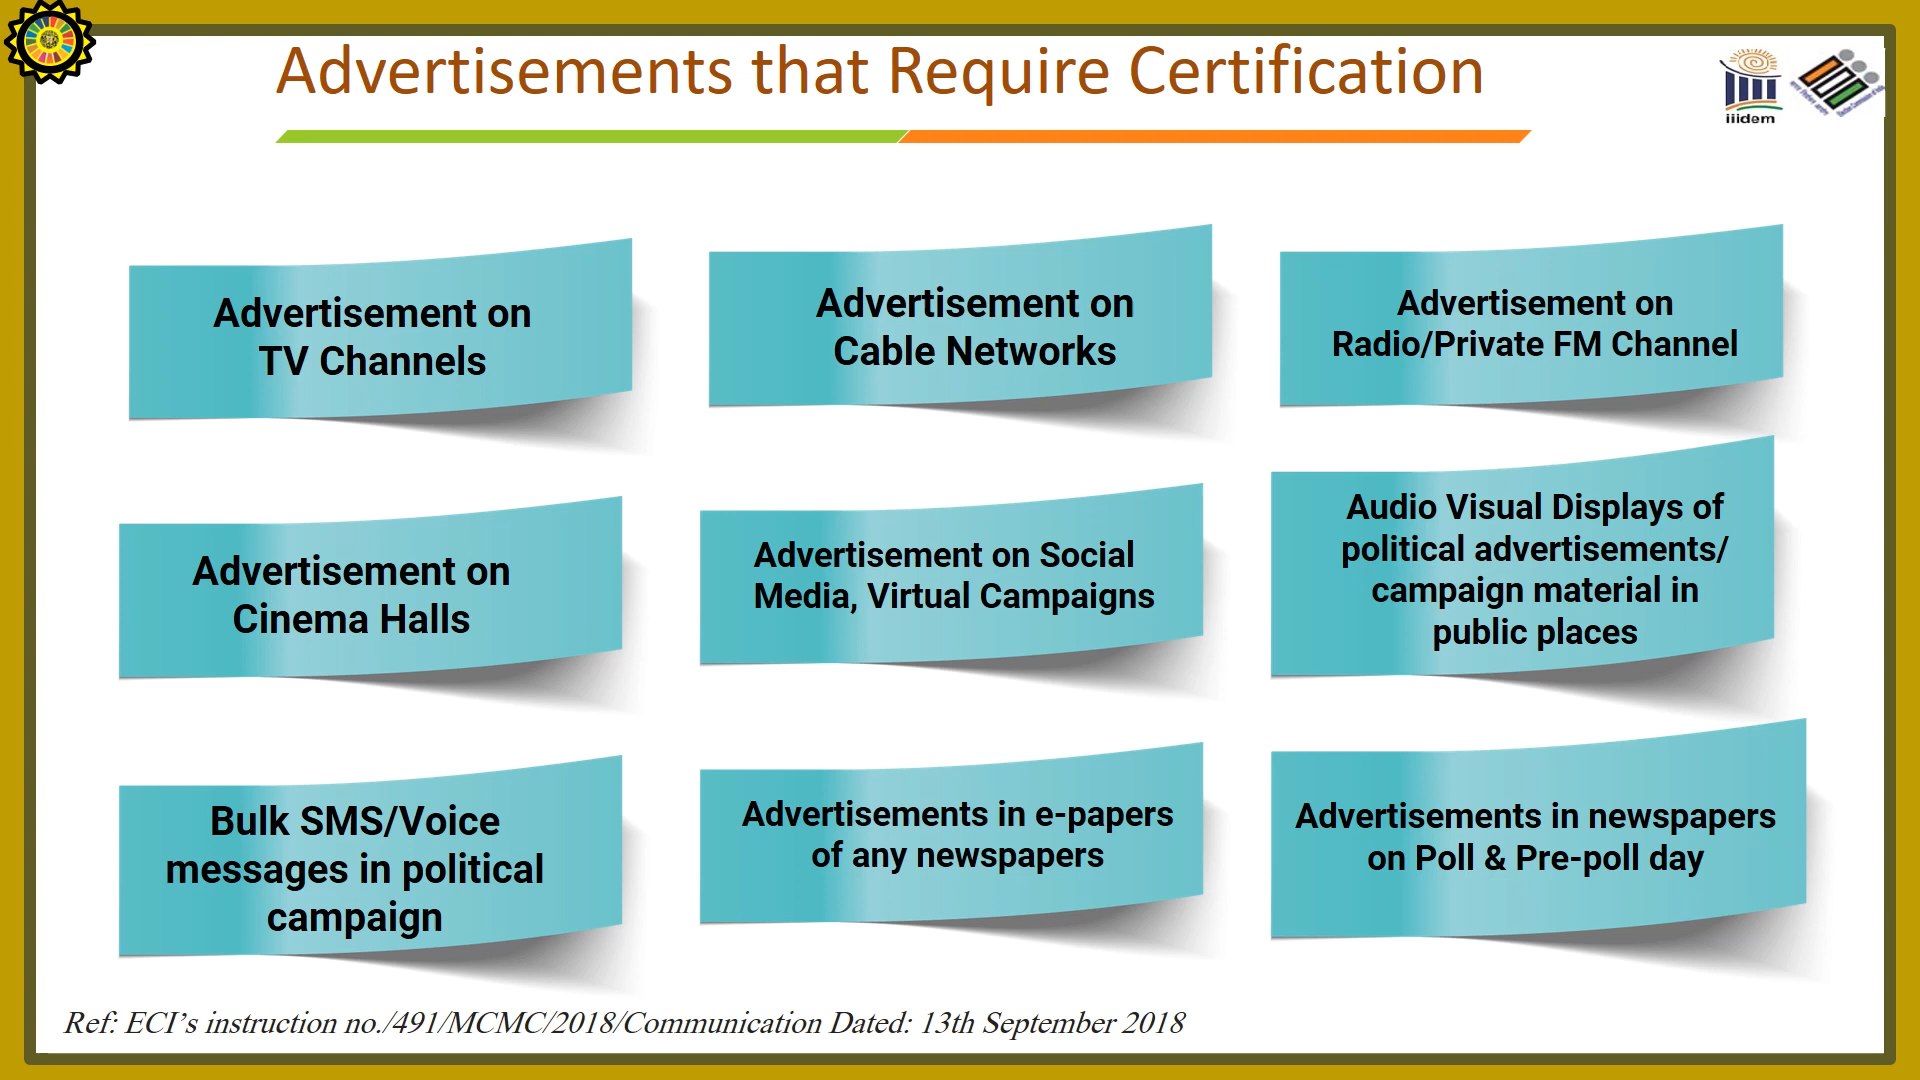 Advertisements that Require Certification
iiidem
Advertisement on
TV Channels
Advertisement on
Cable Networks
Advertisement on
Radio/Private FM Channel
Advertisement on
Cinema Halls
Advertisement on Social
Media, Virtual Campaigns
Audio Visual Displays of
political advertisements/
campaign material in
public places
Bulk SMS/Voice
messages in political
campaign
Advertisements in e-papers
of any newspapers
Advertisements in newspapers
on Poll & Pre-poll day
Ref: ECI’s instruction no./491/MCMC/2018/Communication Dated: 13th September 2018